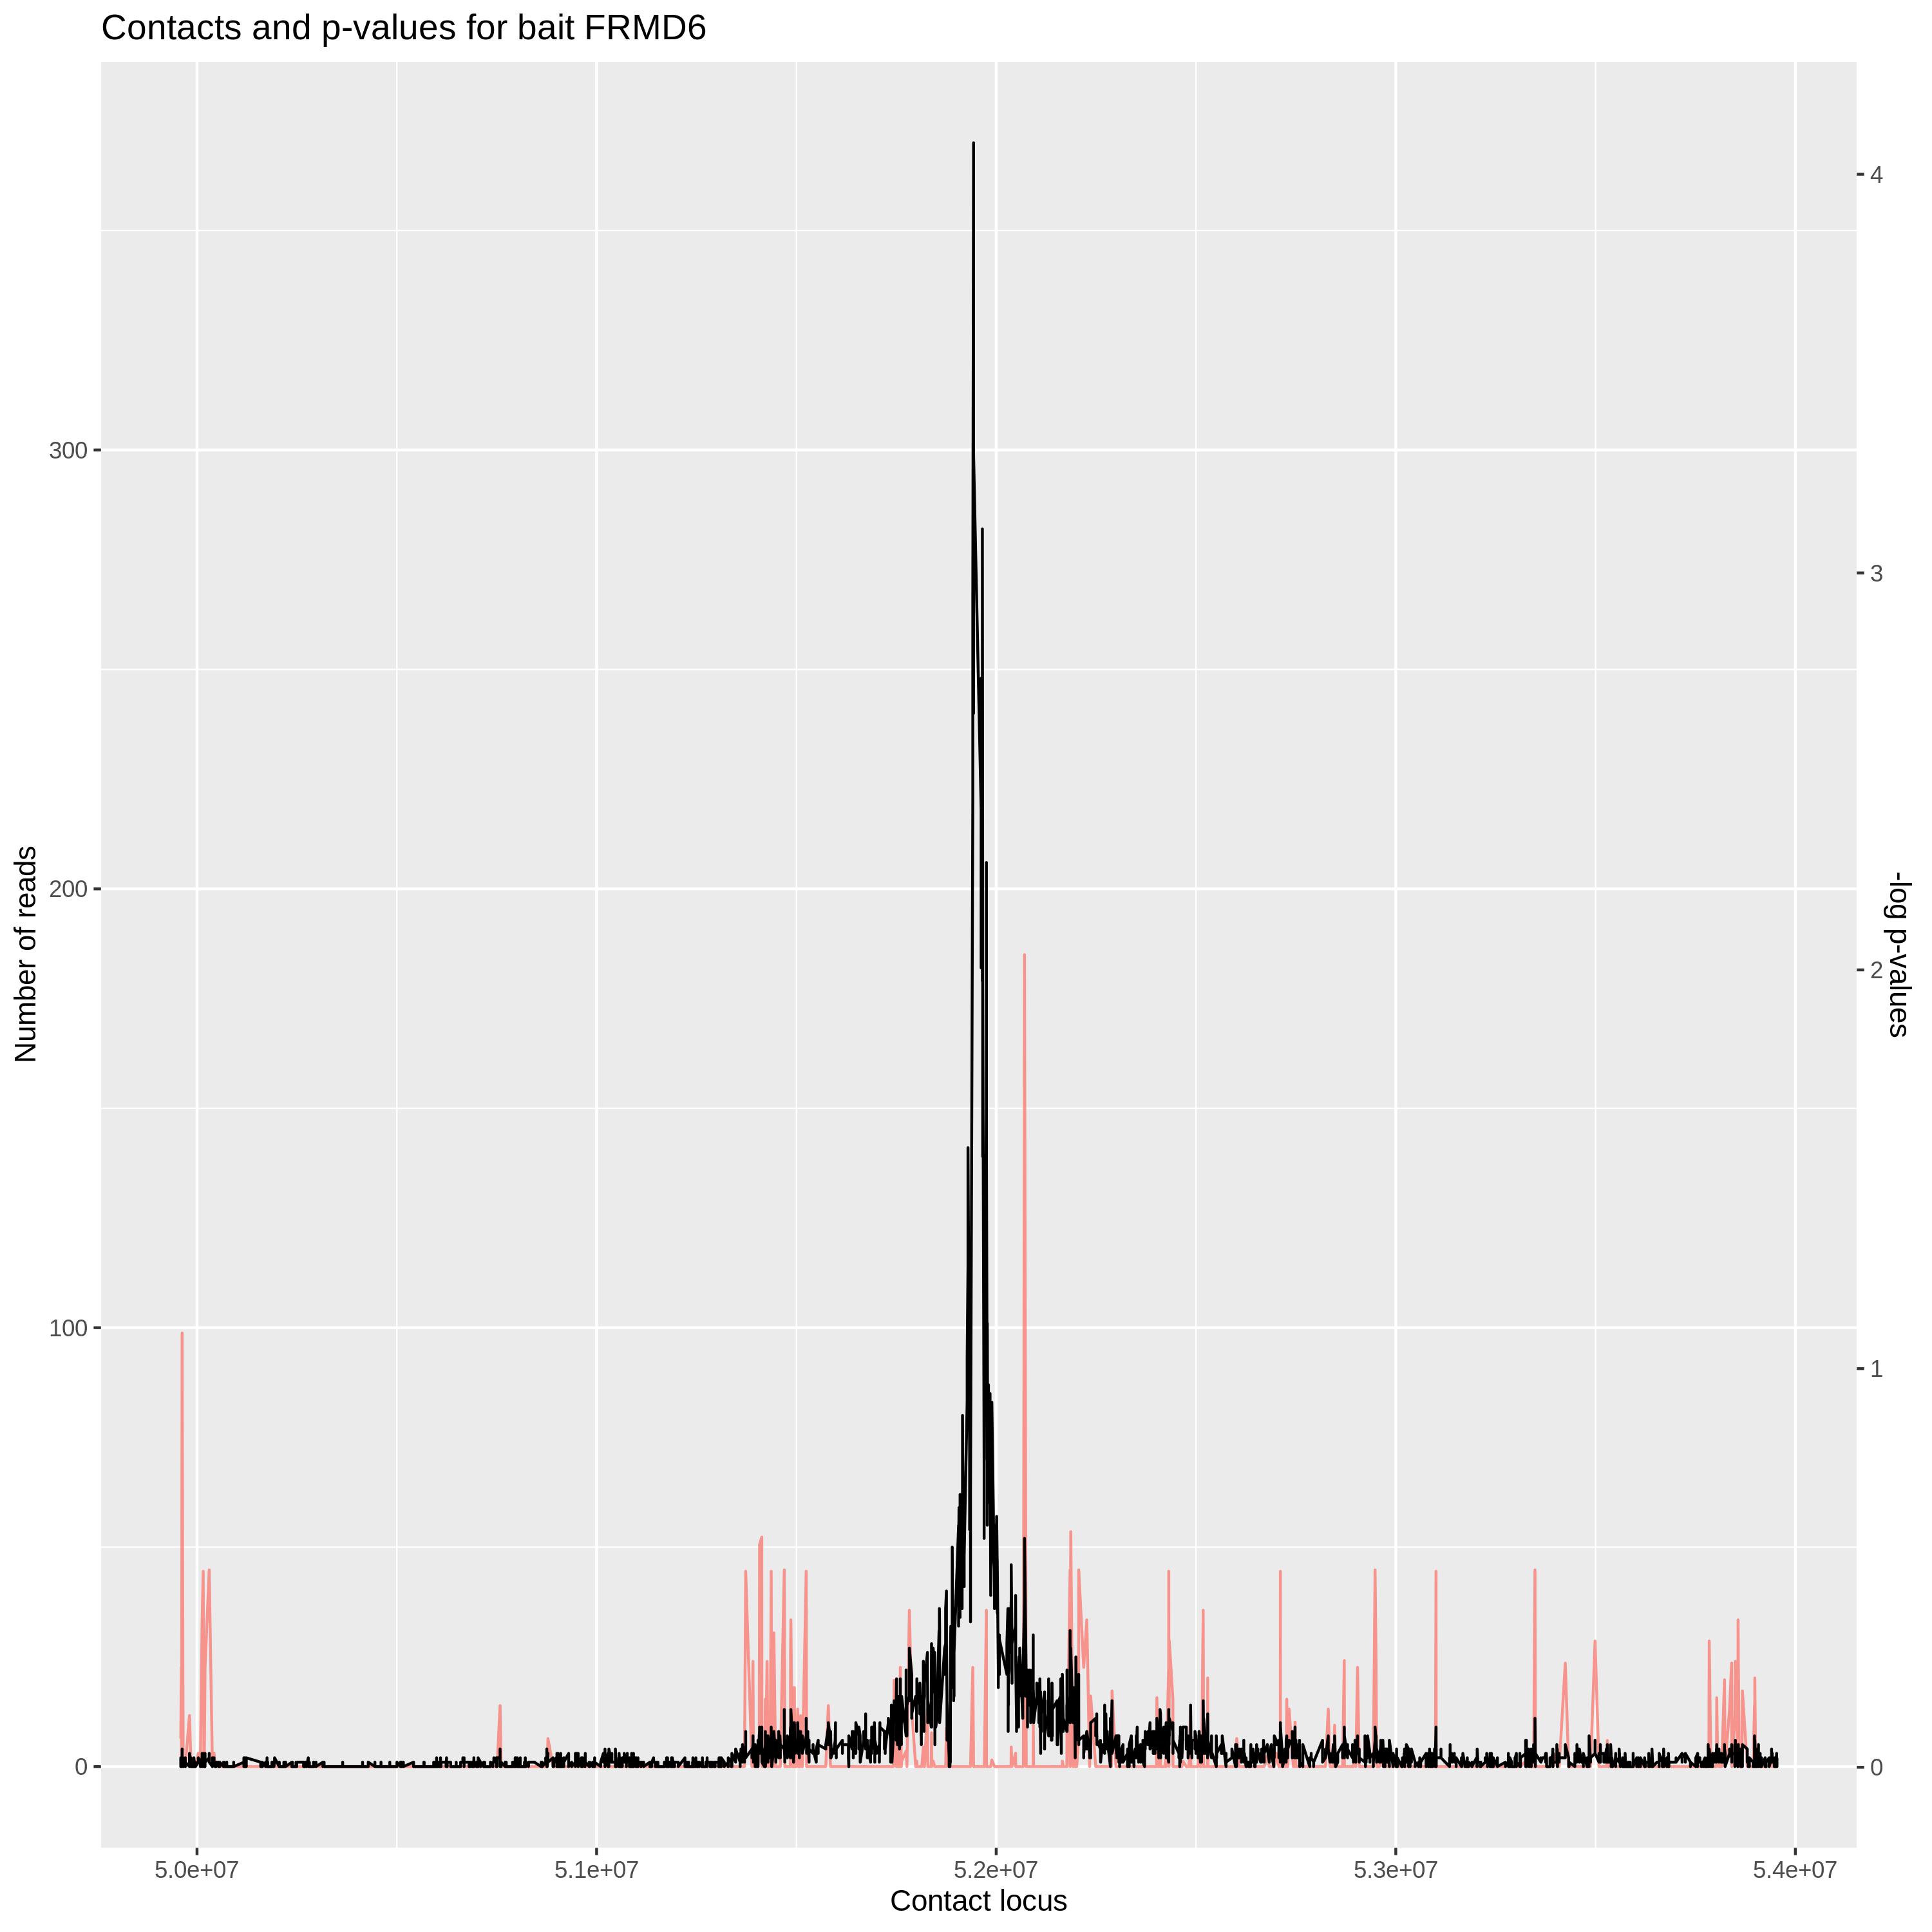 Contacts and p-values for bait FRMD6
4
300
3
Number of reads
200
-log p-values
2
100
1
0
0
5.0e+07 5.1e+07 5.2e+07 5.3e+07 5.4e+07
Contact locus